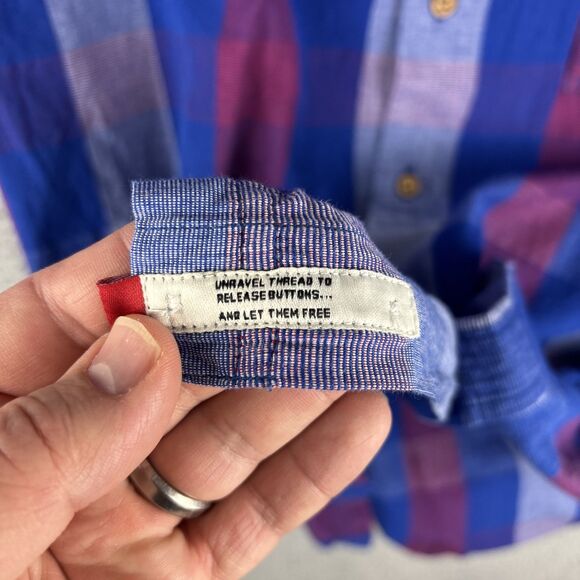 UNRAVEL THREAD TO
RELEASE BUTTONS...
AND LET THEM FREE